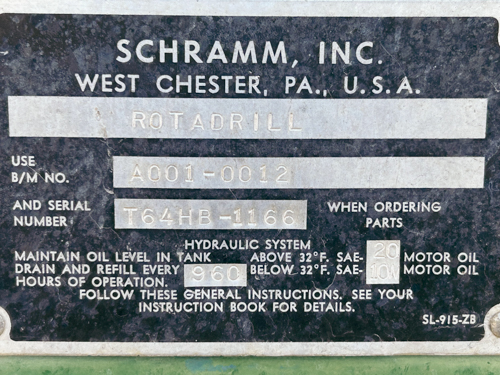 SCHRAMM, INC.
WEST CHESTER, PA., U.S.A.
ROTADRILL
USE
B/M NO. A001-0012
AND SERIAL NUMBER T64HB-1166 WHEN ORDERING PARTS
HYDRAULIC SYSTEM
MAINTAIN OIL LEVEL IN TANK ABOVE 32°F. SAE- 20 MOTOR OIL
DRAIN AND REFILL EVERY 960 BELOW 32°F. SAE- 10W MOTOR OIL
HOURS OF OPERATION.
FOLLOW THESE GENERAL INSTRUCTIONS. SEE YOUR
INSTRUCTION BOOK FOR DETAILS.
SL-915-ZB